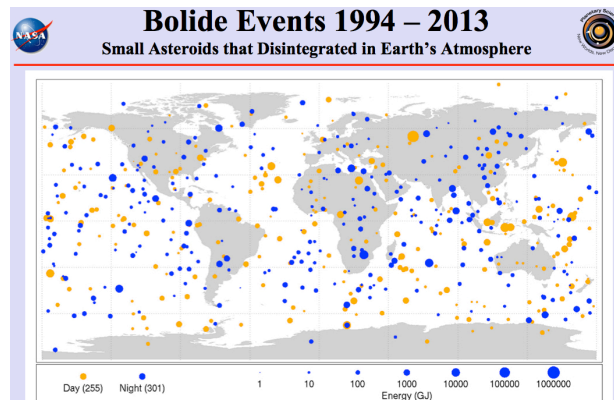 NASA
Bolide Events 1994 – 2013
Small Asteroids that Disintegrated in Earth's Atmosphere
Day (255)
Night (301)
1 10 100 1000 10000 100000 1000000
Energy (GJ)